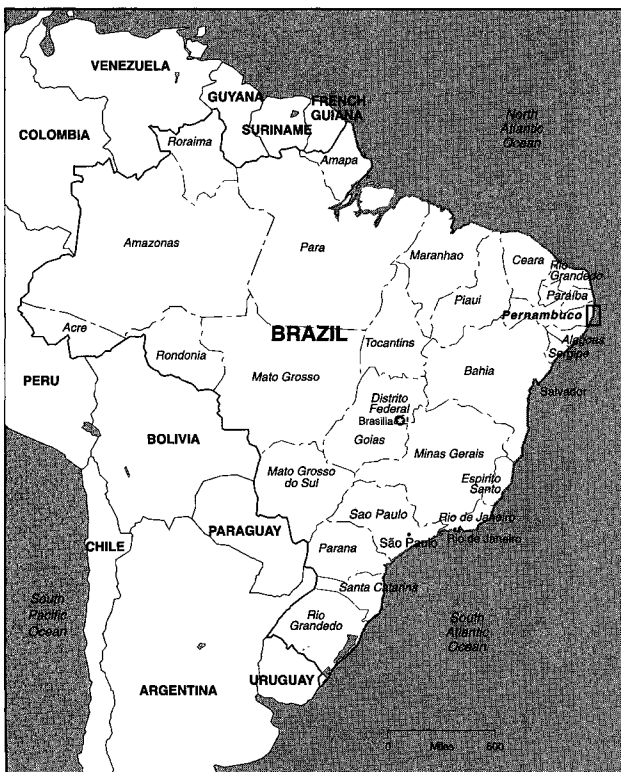 VENEZUELA
GUYANA
FRENCH
GUIANA
SURINAME
COLOMBIA
Roraima
Amapa
North
Atlantic
Ocean
Amazonas
Para
Maranhao
Ceara
Rio
Grandedo
Paraíba
Piaui
Pernambuco
Acre
BRAZIL
Alagoas
Sergipe
Rondonia
Tocantins
Mato Grosso
Bahia
PERU
Salvador
Distrito
Federal
Brasilia
BOLIVIA
Goias
Minas Gerais
Mato Grosso
do Sul
Espirito
Santo
Sao Paulo
Rio de Janeiro
PARAGUAY
CHILE
Parana
São Paulo
Rio de Janeiro
Santa Catarina
South
Pacific
Ocean
Rio
Grandedo
South
Atlantic
Ocean
URUGUAY
ARGENTINA
0 Miles 500